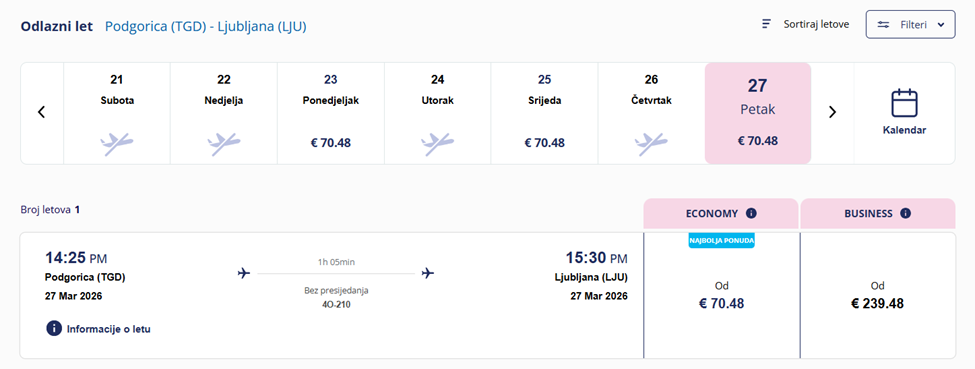 Odlazni let Podgorica (TGD) - Ljubljana (LJU)
Sortiraj letove
Filteri
21
Subota
22
Nedjelja
23
Ponedjeljak
€ 70.48
24
Utorak
25
Srijeda
€ 70.48
26
Četvrtak
27
Petak
€ 70.48
Kalendar
Broj letova 1
ECONOMY
BUSINESS
14:25 PM
Podgorica (TGD)
27 Mar 2026
1h 05min
Bez presijedanja
4O-210
15:30 PM
Ljubljana (LJU)
27 Mar 2026
Informacije o letu
NAJBOLJA PONUDA
Od
€ 70.48
Od
€ 239.48